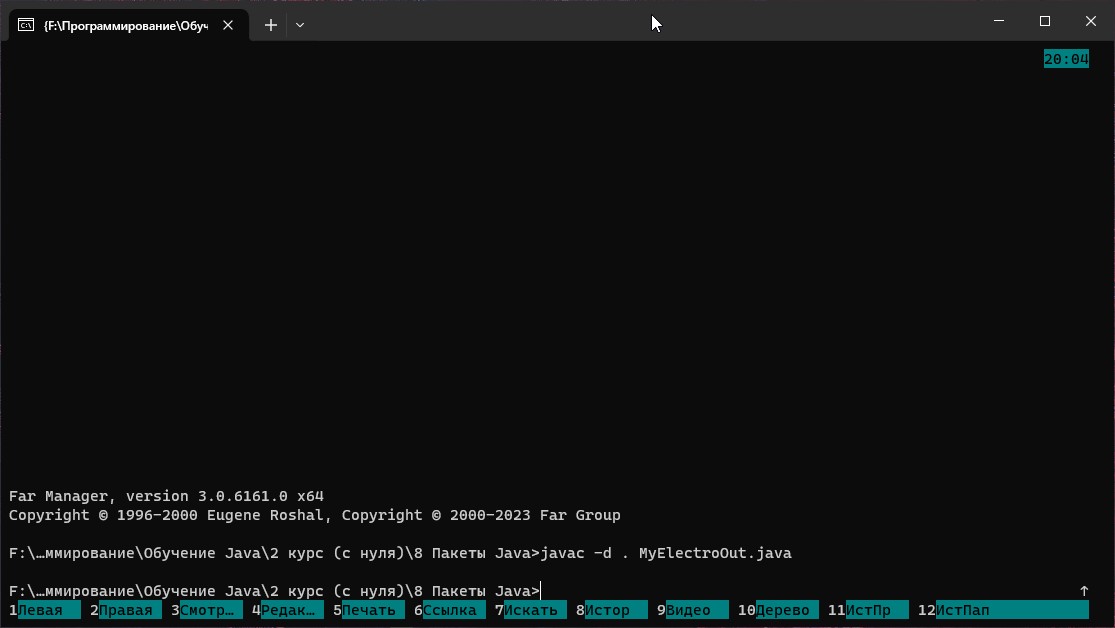 {F:\Программирование\Обуч
20:04
Far Manager, version 3.0.6161.0 x64
Copyright © 1996-2000 Eugene Roshal, Copyright © 2000-2023 Far Group
F:\…ммирование\Обучение Java\2 курс (с нуля)\8 Пакеты Java>javac -d . MyElectroOut.java
F:\…ммирование\Обучение Java\2 курс (с нуля)\8 Пакеты Java>
1Левая 2Правая 3Смотр… 4Редак… 5Печать 6Ссылка 7Искать 8Истор 9Видео 10Дерево 11ИстПр 12ИстПап